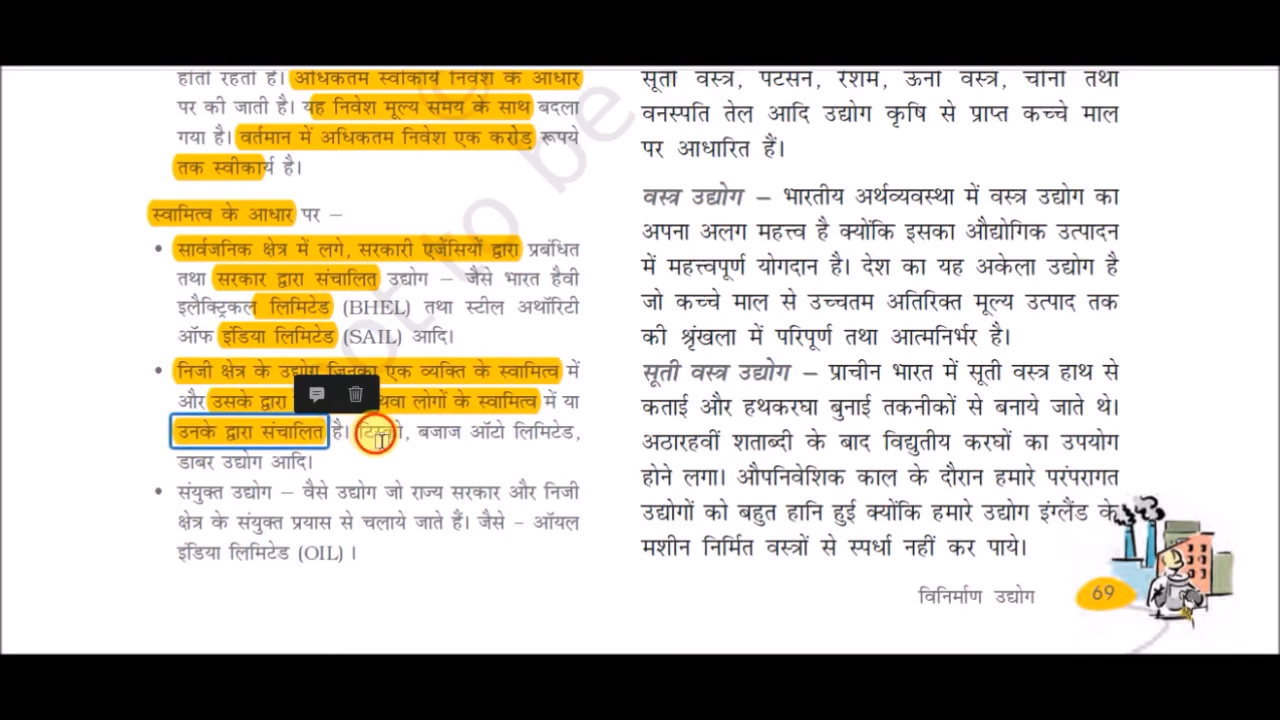 होती रहती है। अधिकतम स्वीकार्य निवेश के आधार
पर की जाती है। यह निवेश मूल्य समय के साथ बदला
गया है। वर्तमान में अधिकतम निवेश एक करोड़ रूपये
तक स्वीकार्य है।
स्वामित्व के आधार पर –
• सार्वजनिक क्षेत्र में लगे, सरकारी एजेंसियों द्वारा प्रबंधित
तथा सरकार द्वारा संचालित उद्योग – जैसे भारत हैवी
इलैक्ट्रिकल लिमिटेड (BHEL) तथा स्टील अथॉरिटी
ऑफ इंडिया लिमिटेड (SAIL) आदि।
• निजी क्षेत्र के उद्योग जिनका एक व्यक्ति के स्वामित्व में
और उसके द्वारा लोगों के स्वामित्व में या
उनके द्वारा संचालित है। टिस्को, बजाज ऑटो लिमिटेड,
डाबर उद्योग आदि।
• संयुक्त उद्योग – वैसे उद्योग जो राज्य सरकार और निजी
क्षेत्र के संयुक्त प्रयास से चलाये जाते हैं। जैसे – ऑयल
इंडिया लिमिटेड (OIL) ।
सूती वस्त्र, पटसन, रेशम, ऊनी वस्त्र, चीनी तथा
वनस्पति तेल आदि उद्योग कृषि से प्राप्त कच्चे माल
पर आधारित हैं।
वस्त्र उद्योग – भारतीय अर्थव्यवस्था में वस्त्र उद्योग का
अपना अलग महत्त्व है क्योंकि इसका औद्योगिक उत्पादन
में महत्त्वपूर्ण योगदान है। देश का यह अकेला उद्योग है
जो कच्चे माल से उच्चतम अतिरिक्त मूल्य उत्पाद तक
की श्रृंखला में परिपूर्ण तथा आत्मनिर्भर है।
सूती वस्त्र उद्योग – प्राचीन भारत में सूती वस्त्र हाथ से
कताई और हथकरघा बुनाई तकनीकों से बनाये जाते थे।
अठारहवीं शताब्दी के बाद विद्युतीय करघों का उपयोग
होने लगा। औपनिवेशिक काल के दौरान हमारे परंपरागत
उद्योगों को बहुत हानि हुई क्योंकि हमारे उद्योग इंग्लैंड के
मशीन निर्मित वस्त्रों से स्पर्धा नहीं कर पाये।
विनिर्माण उद्योग 69